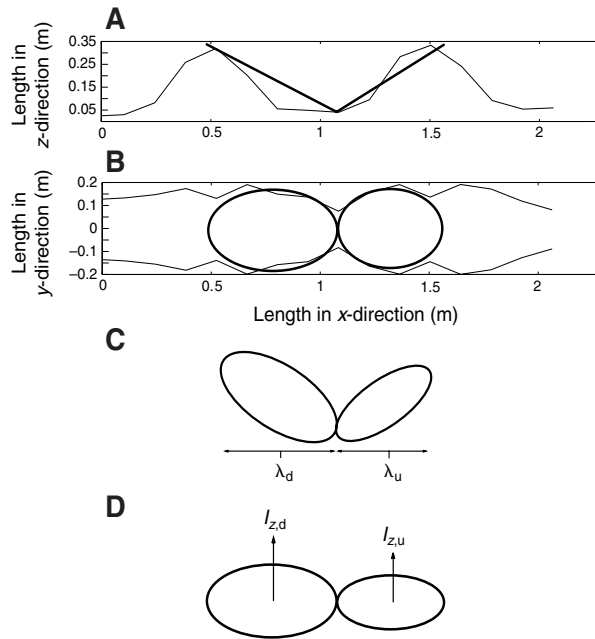 A
Length in
z-direction (m)
0.35
0.25
0.15
0.05
0
0.5
1
1.5
2
B
Length in
y-direction (m)
0.2
0.1
0
−0.1
−0.2
0
0.5
1
1.5
2
Length in x-direction (m)
C
λd
λu
D
Iz,d
Iz,u